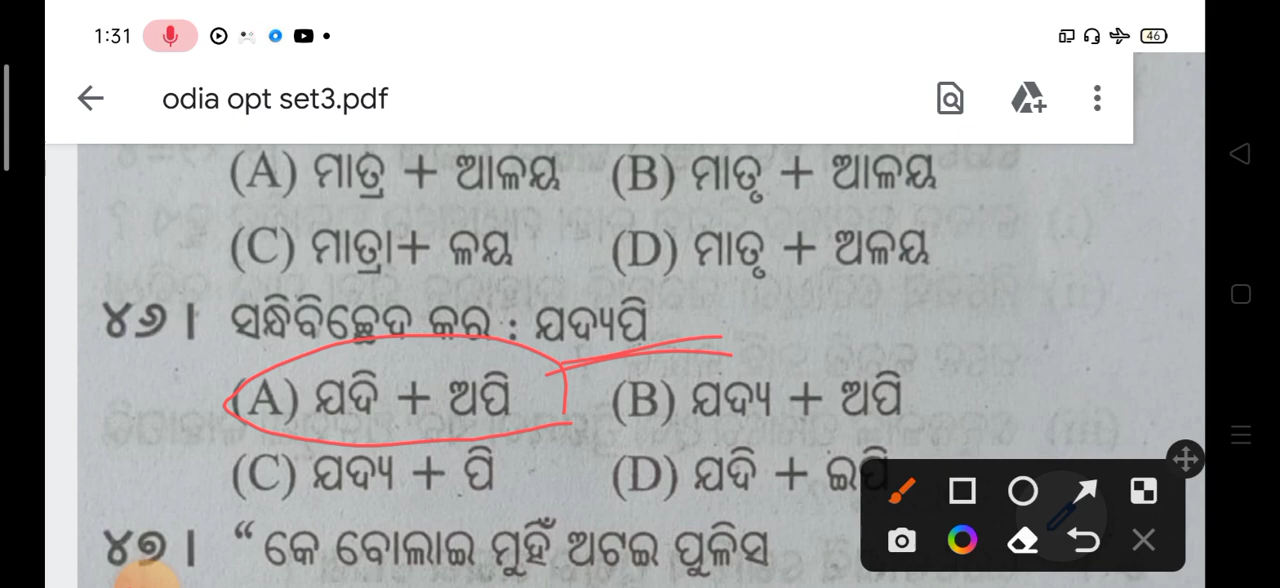 1:31 46
odia opt set3.pdf
(A) ମାତ୍ର + ଆଳୟ (B) ମାତୃ + ଆଳୟ
(C) ମାତ୍ରା+ ଳୟ (D) ମାତୃ + ଅଳୟ
୪୬। ସନ୍ଧିବିଚ୍ଛେଦ କର : ଯଦ୍ୟପି
(A) ଯଦି + ଅପି (B) ଯଦ୍ୟ + ଅପି
(C) ଯଦ୍ୟ + ପି (D) ଯଦି + ଇପି
୪୭। “ କେ ବୋଲାଇ ମୁହିଁ ଅଟଇ ପୁଳିସ